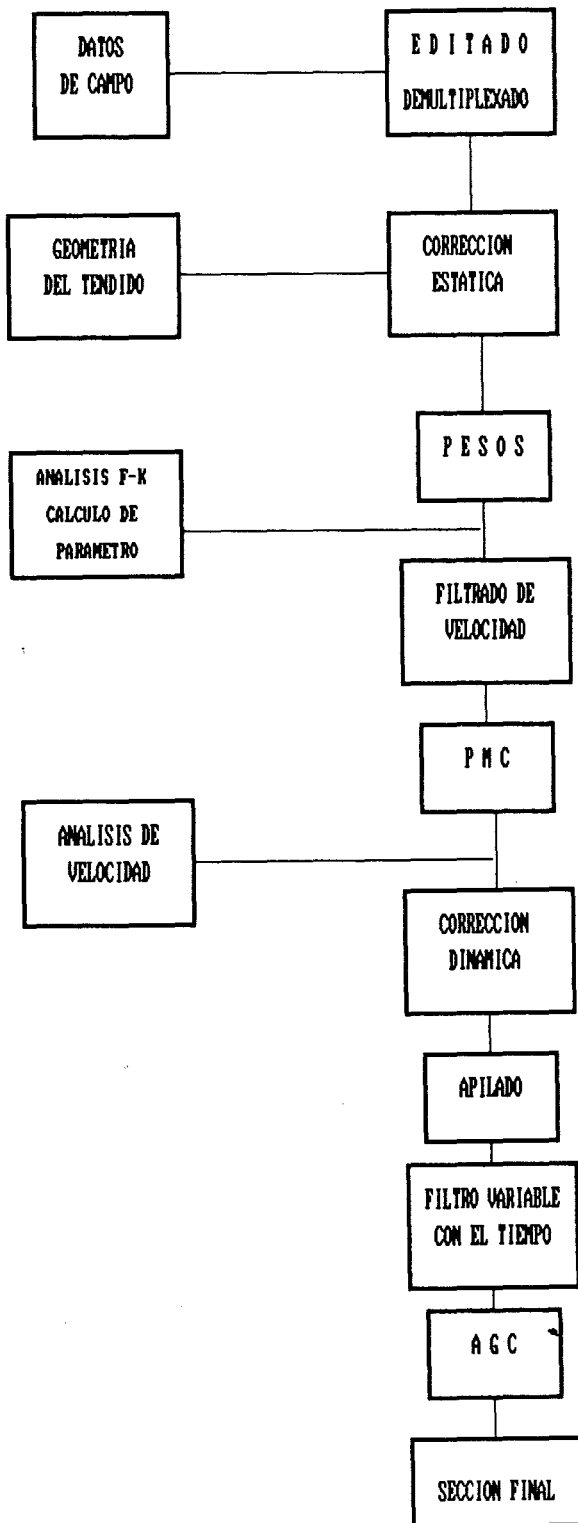 DATOS
DE CAMPO
E D I T A D O
DEMULTIPLEXADO
GEOMETRIA
DEL TENDIDO
CORRECCION
ESTATICA
P E S O S
ANALISIS F-K
CALCULO DE
PARAMETRO
FILTRADO DE
VELOCIDAD
P M C
ANALISIS DE
VELOCIDAD
CORRECCION
DINAMICA
APILADO
FILTRO VARIABLE
CON EL TIEMPO
A G C
SECCION FINAL